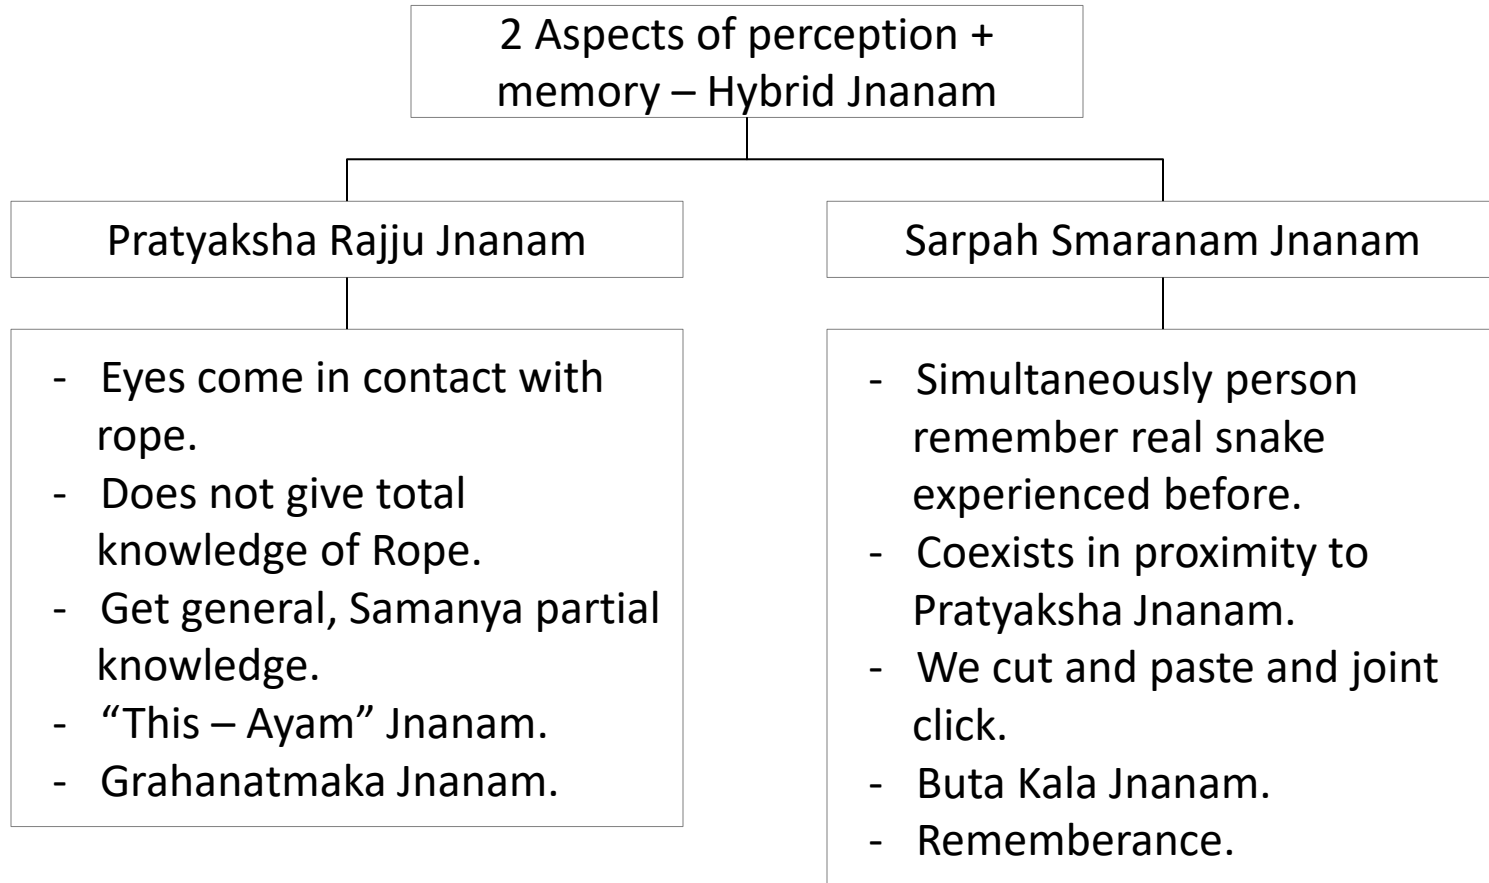 2 Aspects of perception +
memory – Hybrid Jnanam
Pratyaksha Rajju Jnanam
- Eyes come in contact with
rope.
- Does not give total
knowledge of Rope.
- Get general, Samanya partial
knowledge.
- “This – Ayam” Jnanam.
- Grahanatmaka Jnanam.
Sarpah Smaranam Jnanam
- Simultaneously person
remember real snake
experienced before.
- Coexists in proximity to
Pratyaksha Jnanam.
- We cut and paste and joint
click.
- Buta Kala Jnanam.
- Rememberance.